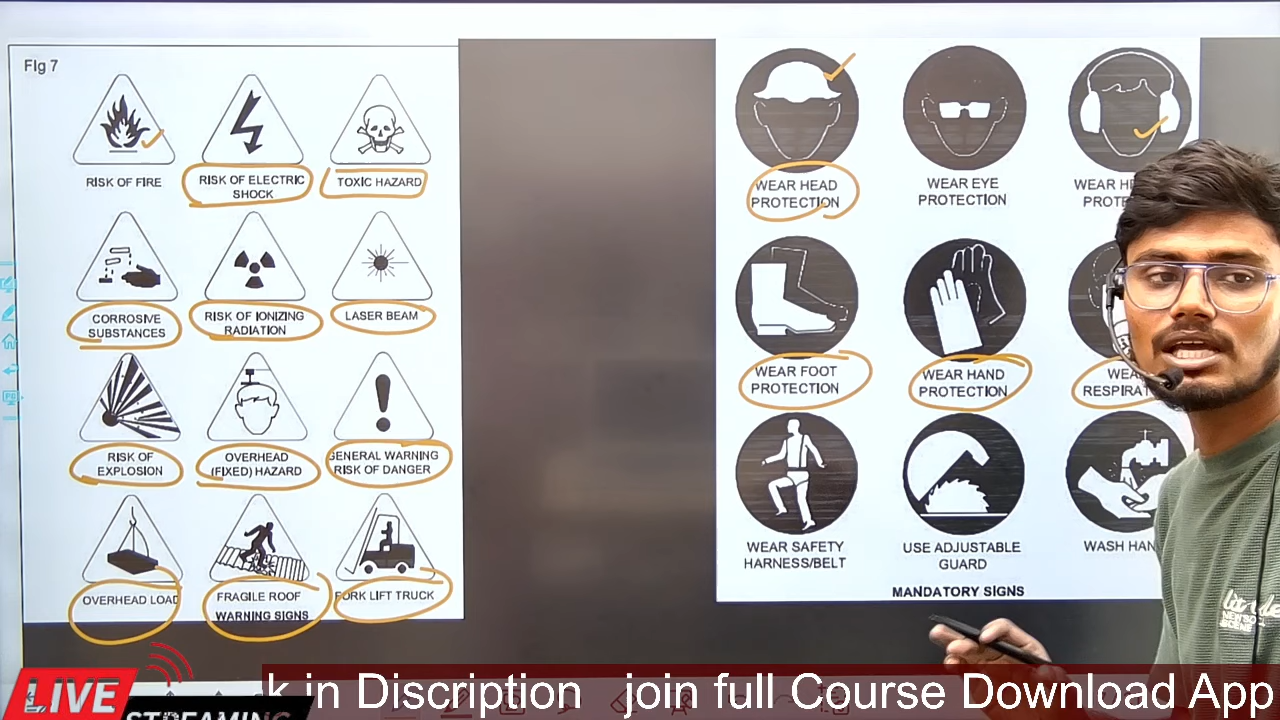 FIg 7
RISK OF FIRE
RISK OF ELECTRIC
SHOCK
TOXIC HAZARD
CORROSIVE
SUBSTANCES
RISK OF IONIZING
RADIATION
LASER BEAM
RISK OF
EXPLOSION
OVERHEAD
(FIXED) HAZARD
GENERAL WARNING
RISK OF DANGER
OVERHEAD LOAD
FRAGILE ROOF
FORK LIFT TRUCK
WARNING SIGNS
WEAR HEAD
PROTECTION
WEAR EYE
PROTECTION
WEAR
WEAR FOOT
PROTECTION
WEAR HAND
PROTECTION
WEAR SAFETY
HARNESS/BELT
USE ADJUSTABLE
GUARD
WASH
MANDATORY SIGNS
LIVE
STREAMING
k in Discription join full Course Download App